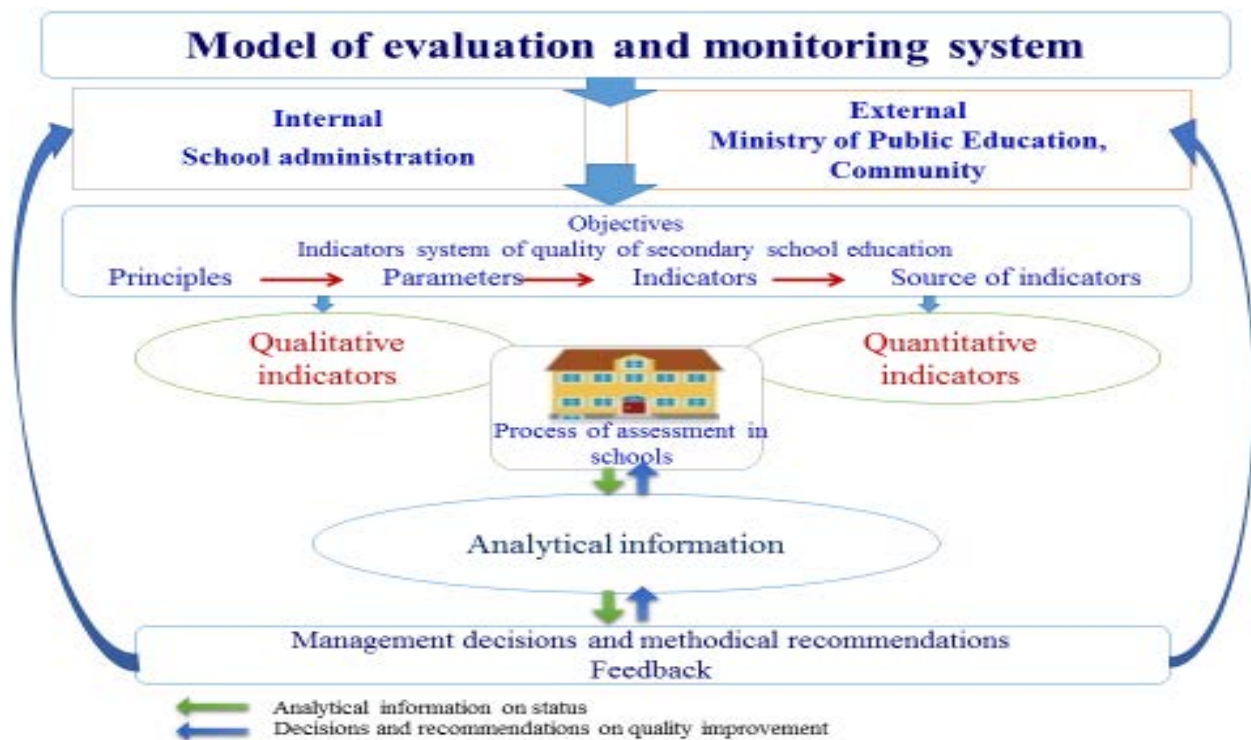 Model of evaluation and monitoring system
Internal
School administration
External
Ministry of Public Education,
Community
Objectives
Indicators system of quality of secondary school education
Principles Parameters Indicators Source of indicators
Qualitative
indicators
Quantitative
indicators
Process of assessment in
schools
Analytical information
Management decisions and methodical recommendations
Feedback
Analytical information on status
Decisions and recommendations on quality improvement